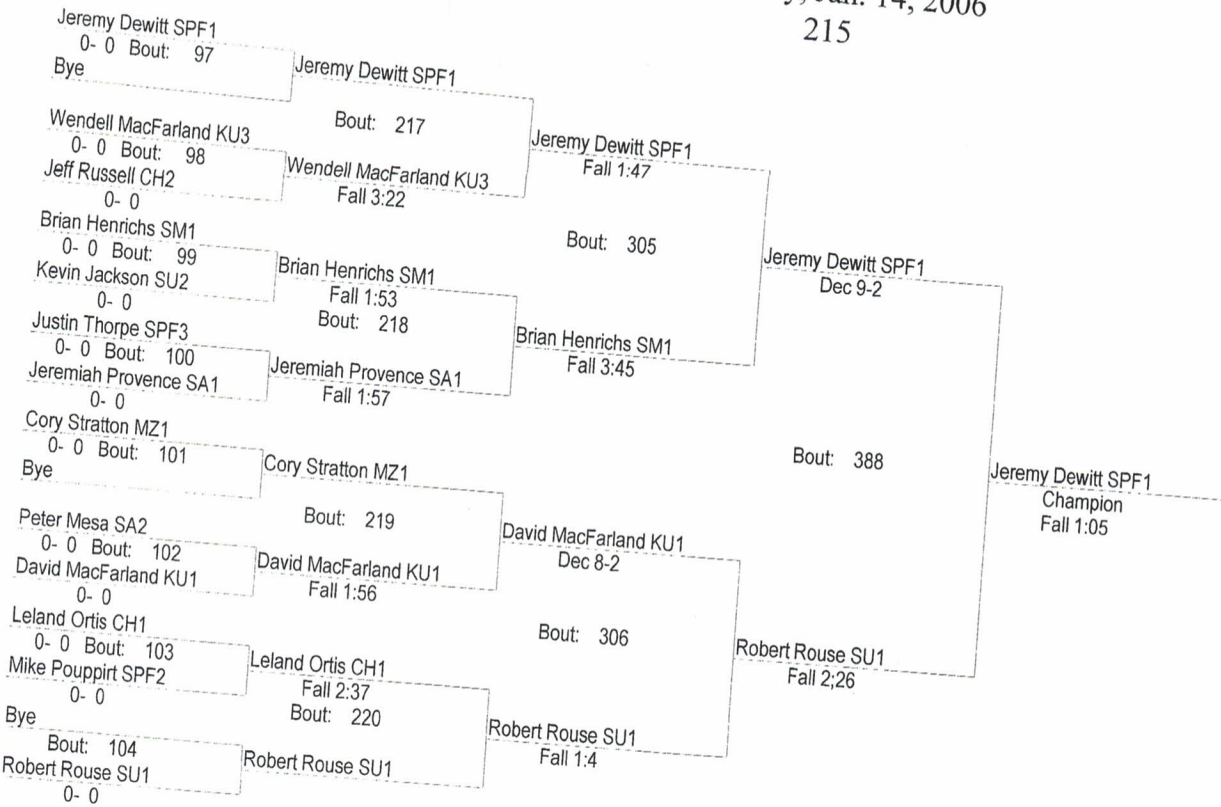 14, 2006
215
Jeremy Dewitt SPF1
0- 0 Bout: 97
Bye
Jeremy Dewitt SPF1
Bout: 217
Wendell MacFarland KU3
0- 0 Bout: 98
Jeff Russell CH2
0- 0
Wendell MacFarland KU3
Fall 3:22
Jeremy Dewitt SPF1
Fall 1:47
Bout: 305
Brian Henrichs SM1
0- 0 Bout: 99
Kevin Jackson SU2
0- 0
Brian Henrichs SM1
Fall 1:53
Bout: 218
Justin Thorpe SPF3
0- 0 Bout: 100
Jeremiah Provence SA1
0- 0
Jeremiah Provence SA1
Fall 1:57
Brian Henrichs SM1
Fall 3:45
Jeremy Dewitt SPF1
Dec 9-2
Bout: 388
Cory Stratton MZ1
0- 0 Bout: 101
Bye
Cory Stratton MZ1
Bout: 219
Peter Mesa SA2
0- 0 Bout: 102
David MacFarland KU1
0- 0
David MacFarland KU1
Fall 1:56
David MacFarland KU1
Dec 8-2
Bout: 306
Leland Ortis CH1
0- 0 Bout: 103
Mike Pouppirt SPF2
0- 0
Leland Ortis CH1
Fall 2:37
Bout: 220
Bye
Bout: 104
Robert Rouse SU1
0- 0
Robert Rouse SU1
Robert Rouse SU1
Fall 1:4
Robert Rouse SU1
Fall 2;26
Jeremy Dewitt SPF1
Champion
Fall 1:05